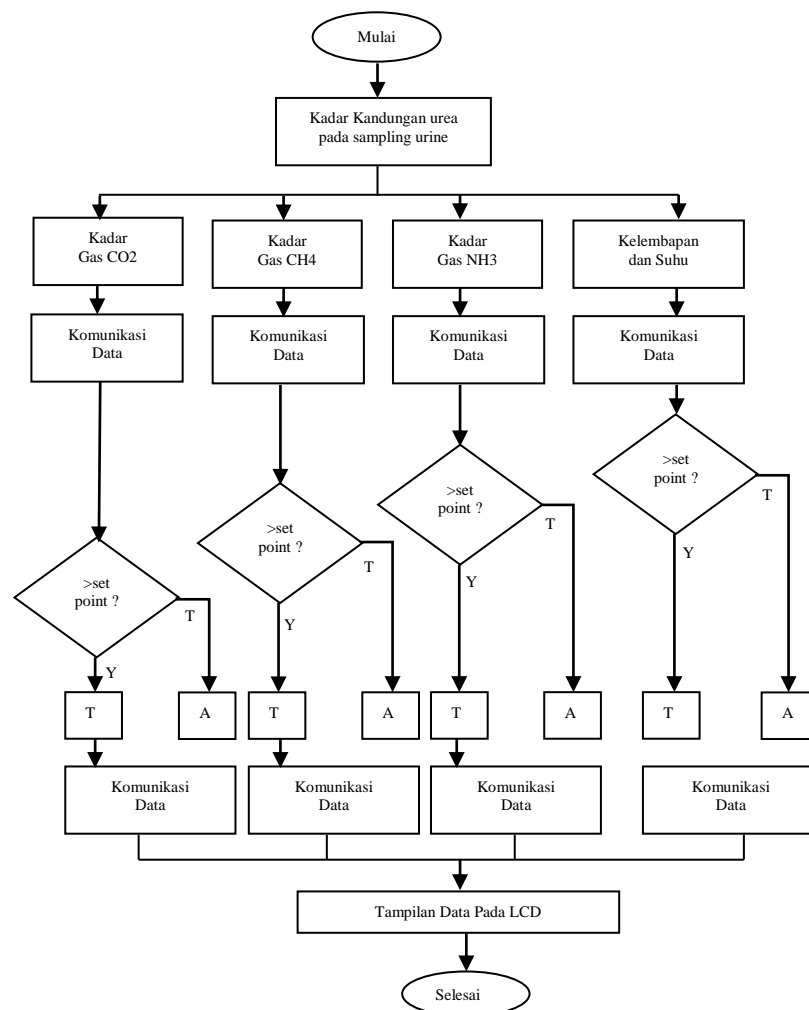 Mulai
Kadar Kandungan urea
pada sampling urine
Kadar
Gas CO2
Kadar
Gas CH4
Kadar
Gas NH3
Kelembapan
dan Suhu
Komunikasi
Data
Komunikasi
Data
Komunikasi
Data
Komunikasi
Data
>set
point ?
T
Y
>set
point ?
T
Y
>set
point ?
T
Y
>set
point ?
T
Y
T
A
T
A
T
A
T
A
Komunikasi
Data
Komunikasi
Data
Komunikasi
Data
Komunikasi
Data
Tampilan Data Pada LCD
Selesai